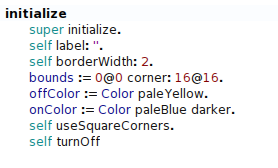 initialize
super initialize.
self label: ''.
self borderWidth: 2.
bounds := 0@0 corner: 16@16.
offColor := Color paleYellow.
onColor := Color paleBlue darker.
self useSquareCorners.
self turnOff